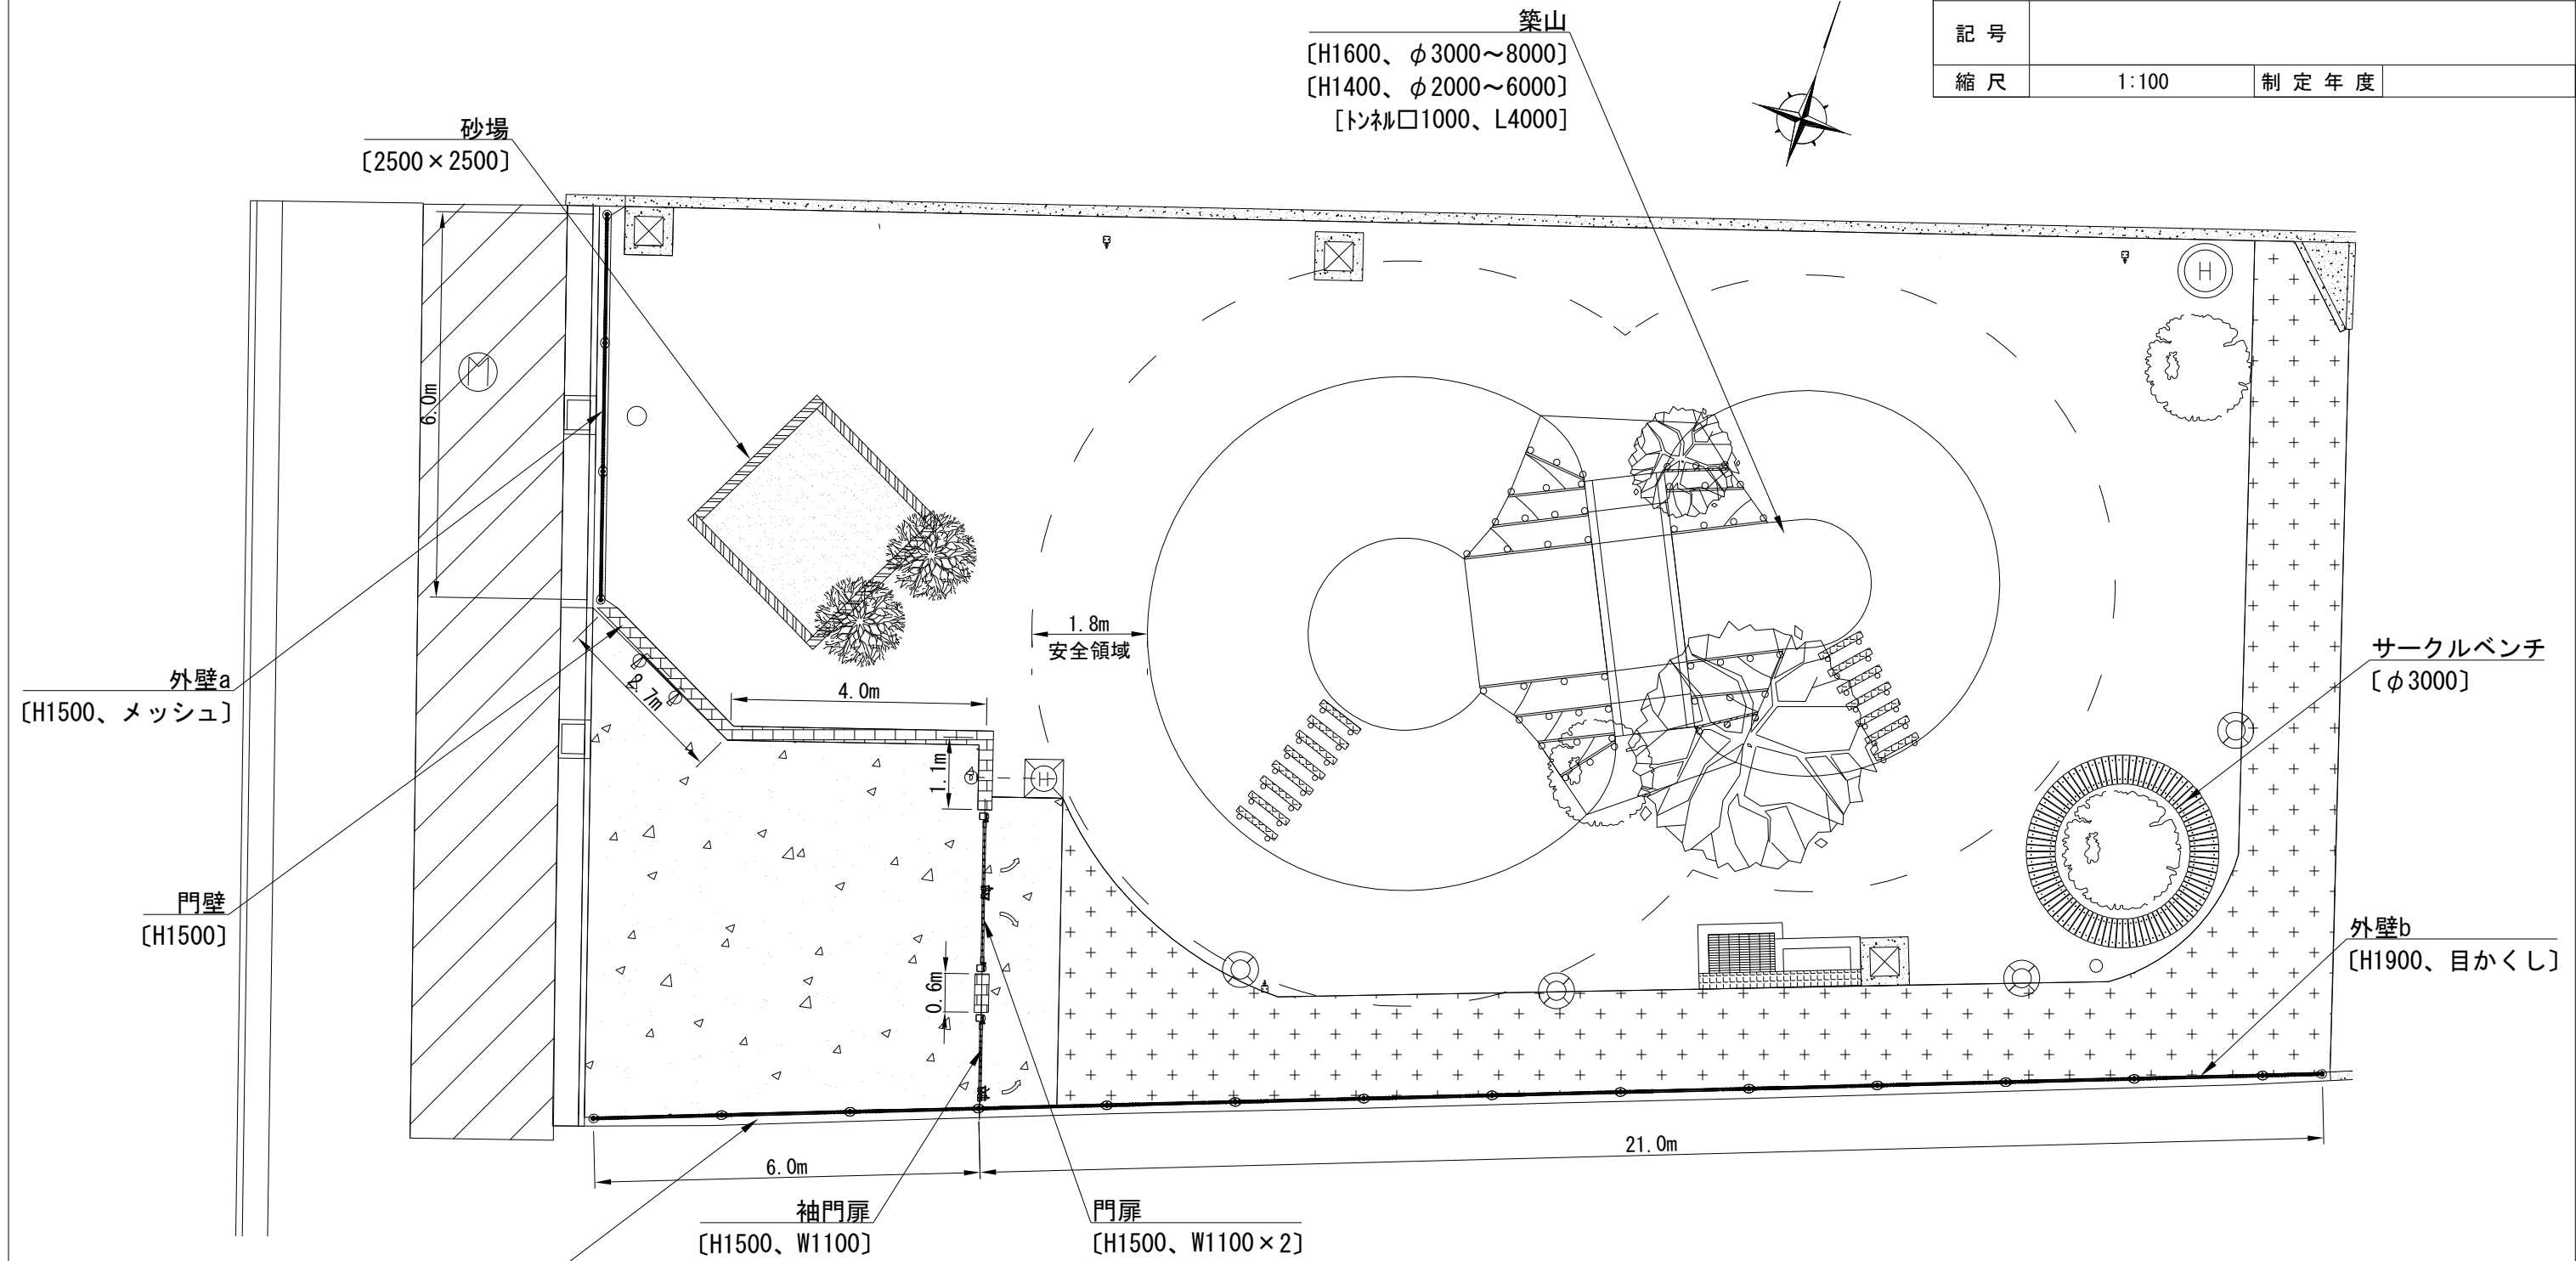 記号
縮尺 1:100 制定年度
築山
〔H1600、φ3000～8000〕
〔H1400、φ2000～6000〕
[ﾄﾝﾈﾙ□1000、L4000]
砂場
〔2500×2500〕
6.0m
M
H
外壁a
〔H1500、メッシュ〕
2.7m
4.0m
1.8m
安全領域
1.1m
H
サークルベンチ
〔φ3000〕
門壁
〔H1500〕
0.6m
外壁b
〔H1900、目かくし〕
6.0m
21.0m
袖門扉
〔H1500、W1100〕
門扉
〔H1500、W1100×2〕